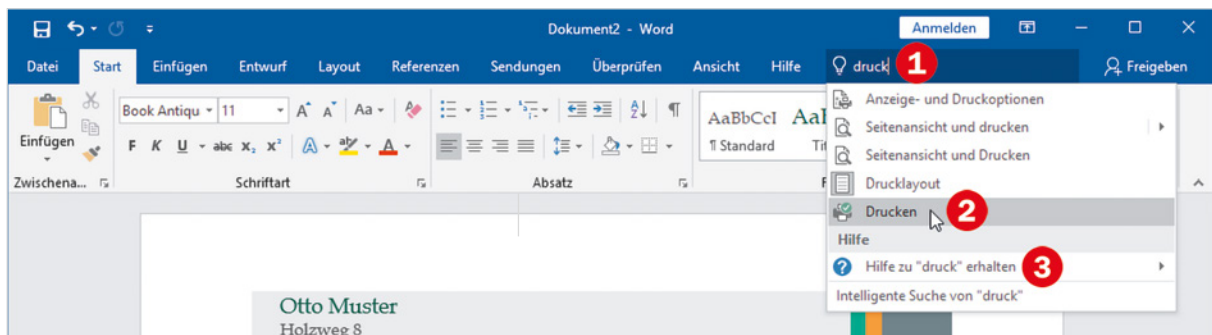 Dokument2 - Word
Anmelden
Datei Start Einfügen Entwurf Layout Referenzen Sendungen Überprüfen Ansicht Hilfe druck 1 Freigeben
Book Antiqu 11 A A Aa
Einfügen
F K U abc X₂ X² A aby A
AaBbCcI
¶ Standard
Zwischena... Schriftart Absatz
Anzeige- und Druckoptionen
Seitenansicht und drucken
Seitenansicht und Drucken
Drucklayout
Drucken 2
Hilfe
Hilfe zu "druck" erhalten 3
Intelligente Suche von "druck"
Otto Muster
Holzweg 8